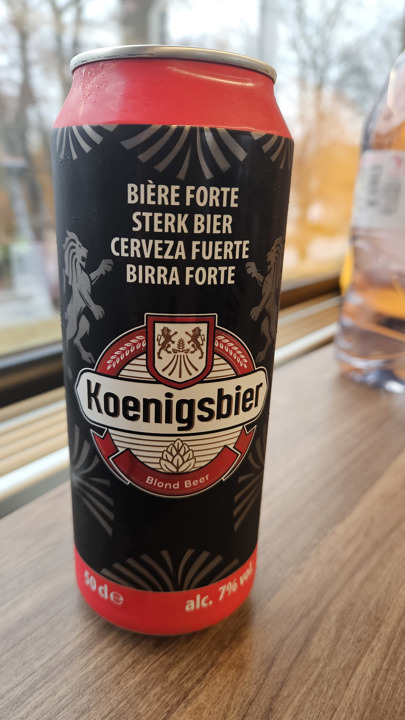 BIÈRE FORTE
STERK BIER
CERVEZA FUERTE
BIRRA FORTE
Koenigsbier
Blond Beer
50 cl e
alc. 7% vol.